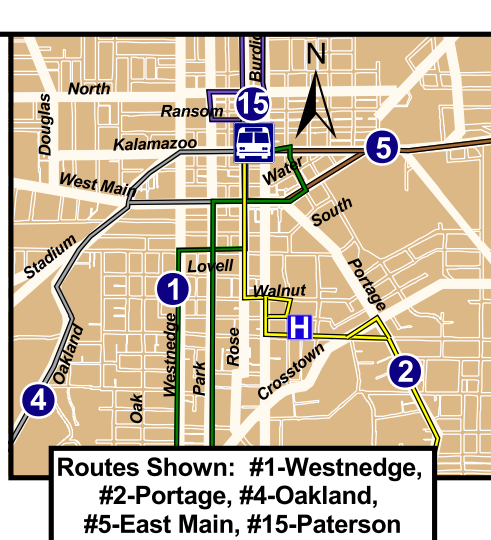 N
Burdi
North
Douglas
Ransom
15
Kalamazoo
5
Water
West Main
South
Stadium
Lovell
Portage
1
Walnut
H
Westnedge
Park
Rose
Crosstown
Oakland
2
Oak
4
Routes Shown: #1-Westnedge,
#2-Portage, #4-Oakland,
#5-East Main, #15-Paterson